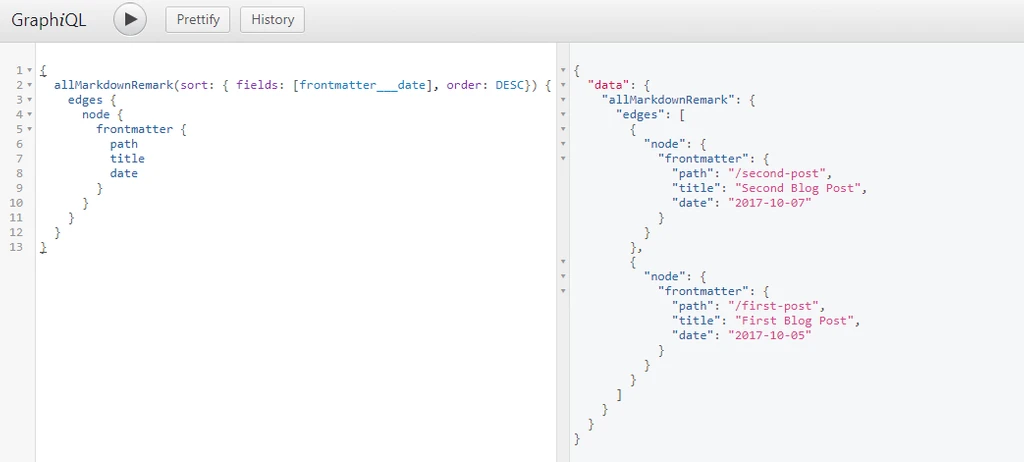 GraphiQL
Prettify
History
1 {
2 allMarkdownRemark(sort: { fields: [frontmatter___date], order: DESC}) {
3 edges {
4 node {
5 frontmatter {
6 path
7 title
8 date
9 }
10 }
11 }
12 }
13 }
{
"data": {
"allMarkdownRemark": {
"edges": [
{
"node": {
"frontmatter": {
"path": "/second-post",
"title": "Second Blog Post",
"date": "2017-10-07"
}
}
},
{
"node": {
"frontmatter": {
"path": "/first-post",
"title": "First Blog Post",
"date": "2017-10-05"
}
}
}
]
}
}
}